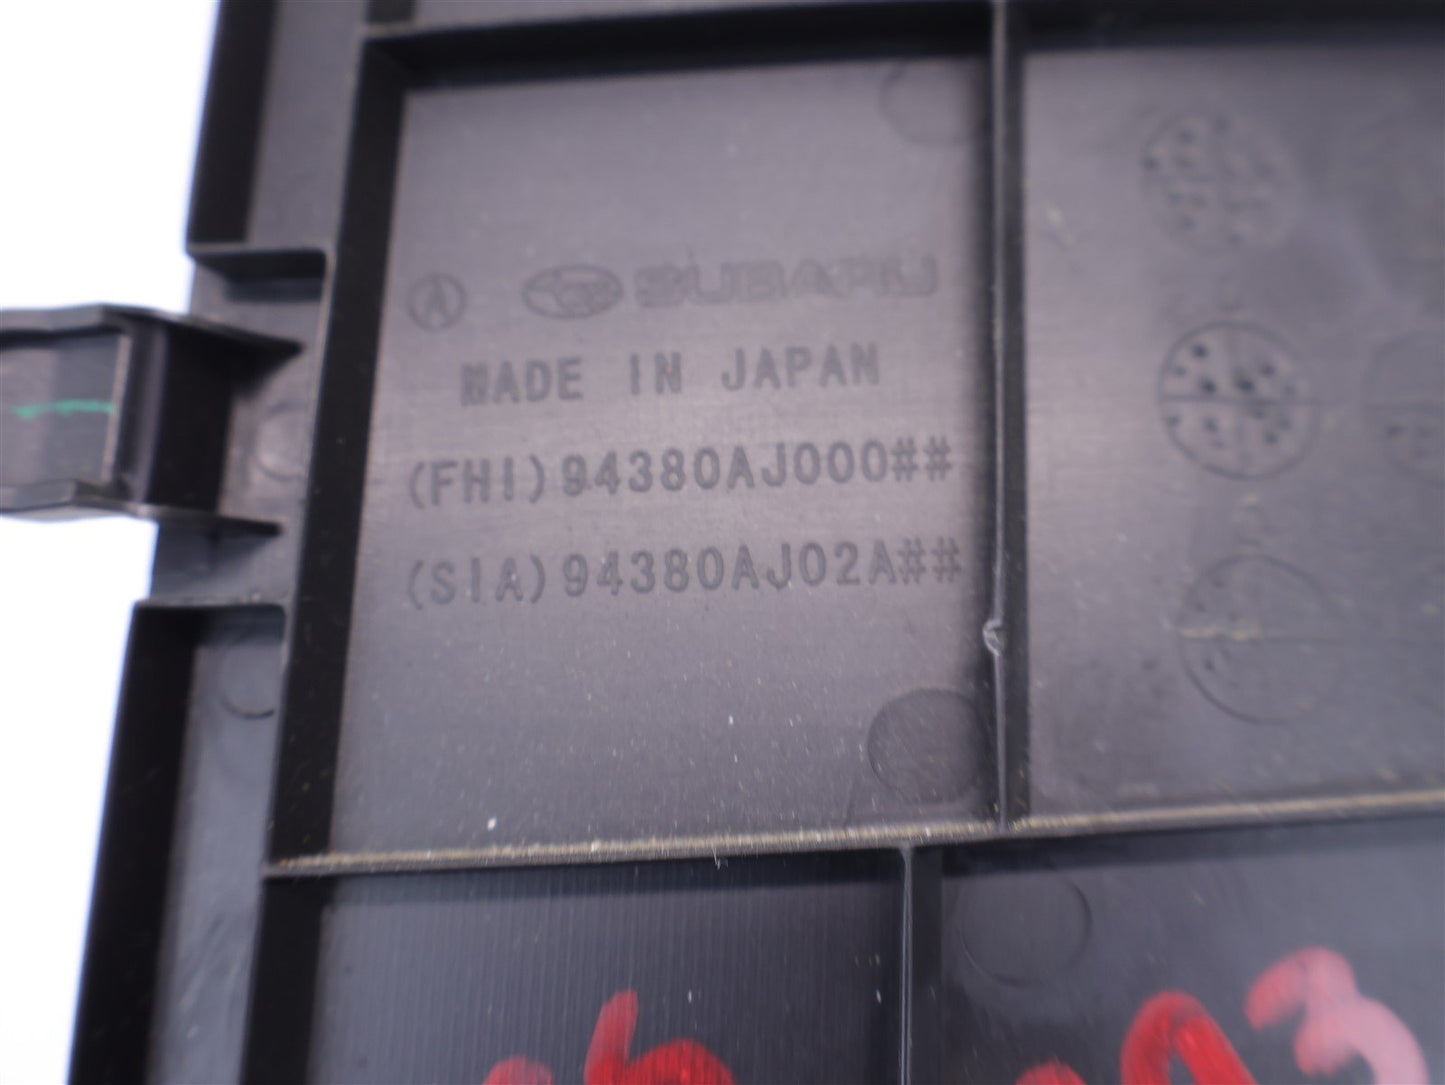 Ⓐ SUBARU
MADE IN JAPAN
(FHI)94380AJ000##
(SIA)94380AJ02A##